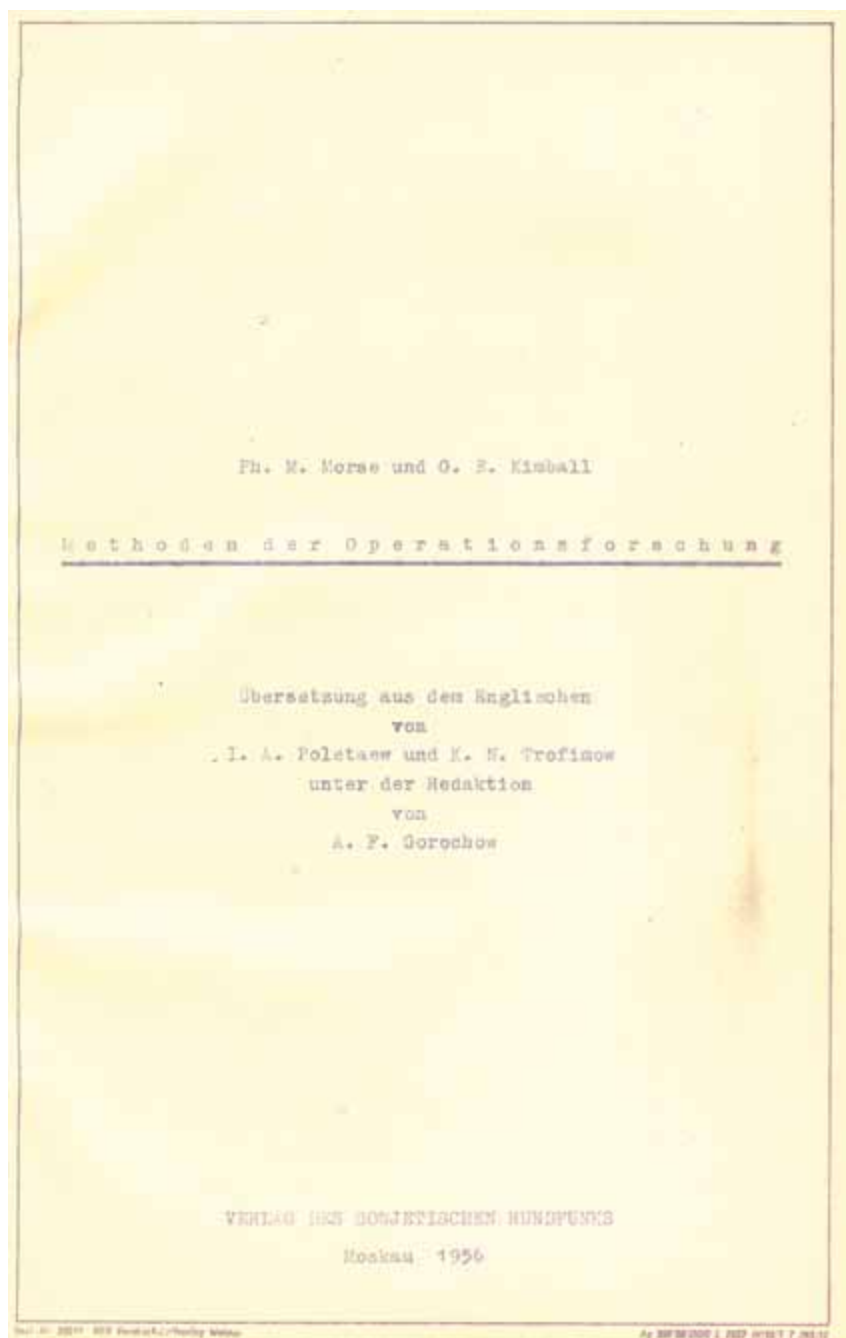 Ph. M. Morse und G. E. Kimball
Methoden der Operationsforschung
Übersetzung aus dem Englischen
von
I. A. Poletaew und K. N. Trofimow
unter der Redaktion
von
A. F. Gorochow
VERLAG DES SOWJETISCHEN RUNDFUNKS
Moskau 1956